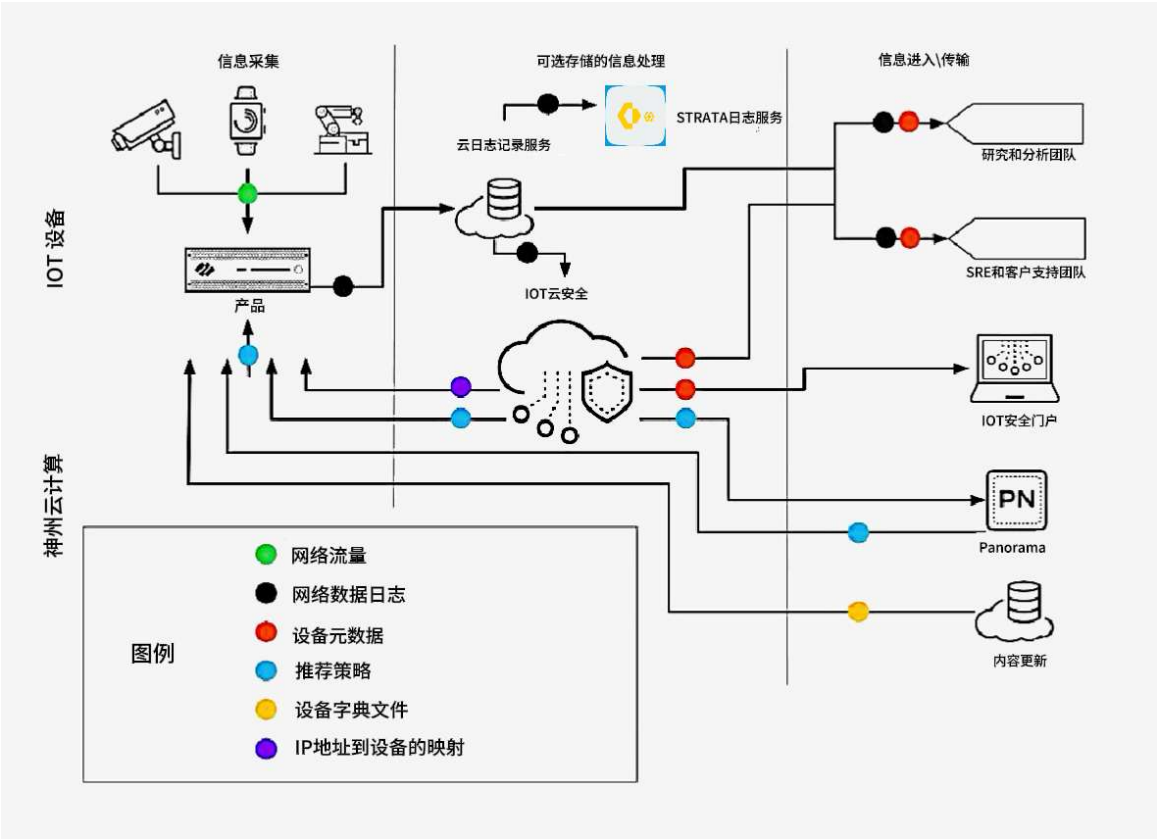 信息采集
可选存储的信息处理
信息进入\传输
STRATA日志服务
云日志记录服务
研究和分析团队
IOT 设备
SRE和客户支持团队
IOT云安全
产品
IOT安全门户
神州云计算
PN
Panorama
内容更新
图例
网络流量
网络数据日志
设备元数据
推荐策略
设备字典文件
IP地址到设备的映射